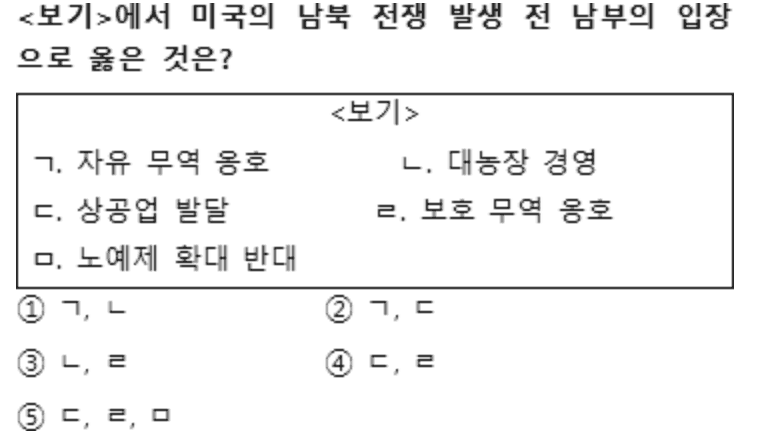 <보기>에서 미국의 남북 전쟁 발생 전 남부의 입장
으로 옳은 것은?
<보기>
ㄱ. 자유 무역 옹호 ㄴ. 대농장 경영
ㄷ. 상공업 발달 ㄹ. 보호 무역 옹호
ㅁ. 노예제 확대 반대
① ㄱ, ㄴ ② ㄱ, ㄷ
③ ㄴ, ㄹ ④ ㄷ, ㄹ
⑤ ㄷ, ㄹ, ㅁ